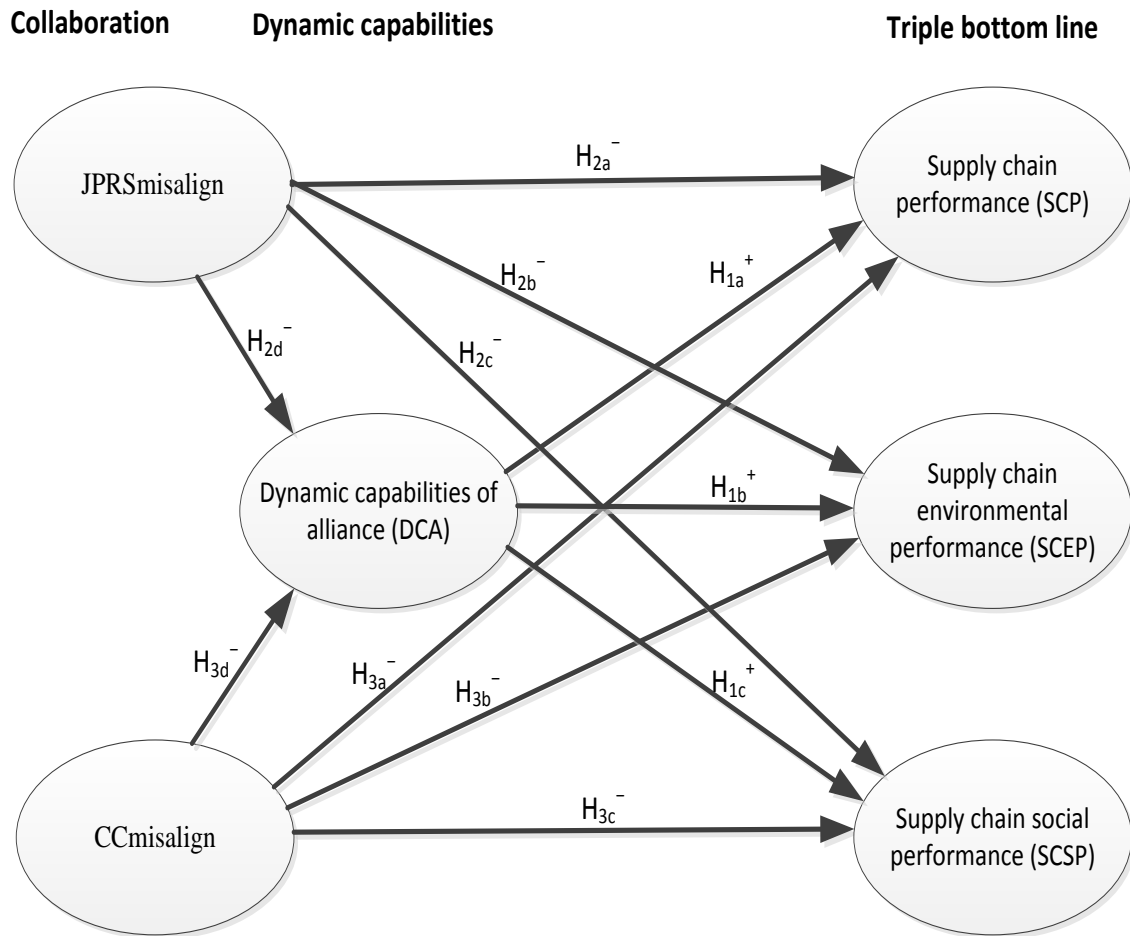 Collaboration
Dynamic capabilities
Triple bottom line
JPRSmisalign
H2a−
Supply chain
performance (SCP)
H1a+
H2b−
H2c−
H2d−
Dynamic capabilities of
alliance (DCA)
H1b+
Supply chain
environmental
performance (SCEP)
H3d−
H3a−
H3b−
H1c+
CCmisalign
H3c−
Supply chain social
performance (SCSP)